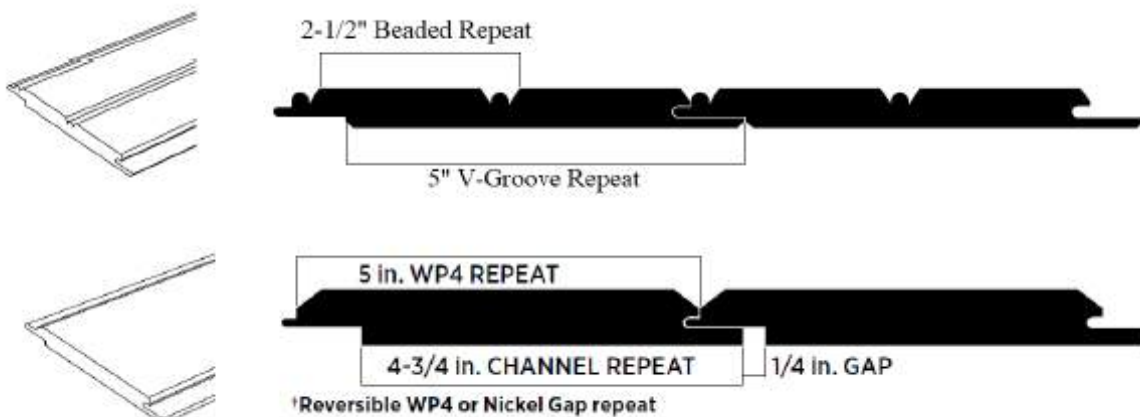 2-1/2" Beaded Repeat
5" V-Groove Repeat
5 in. WP4 REPEAT
4-3/4 in. CHANNEL REPEAT
1/4 in. GAP
†Reversible WP4 or Nickel Gap repeat